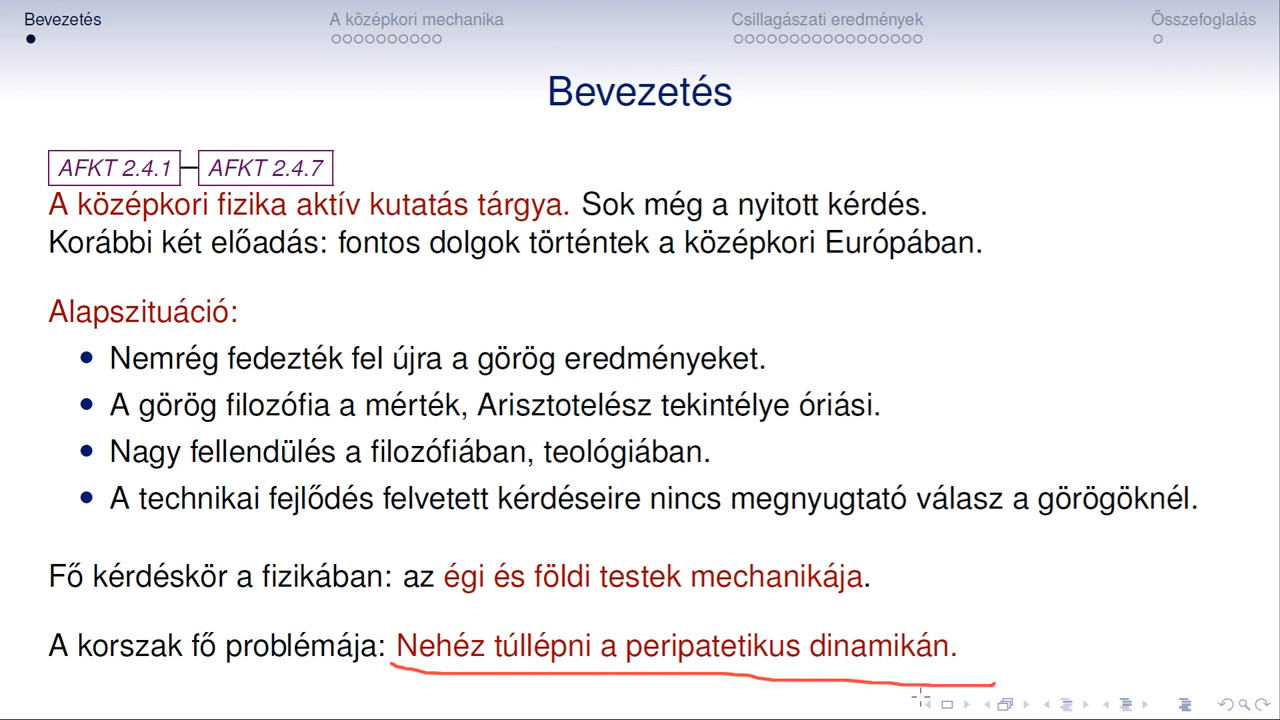 Bevezetés A középkori mechanika Csillagászati eredmények Összefoglalás
Bevezetés
AFKT 2.4.1 – AFKT 2.4.7
A középkori fizika aktív kutatás tárgya. Sok még a nyitott kérdés.
Korábbi két előadás: fontos dolgok történtek a középkori Európában.
Alapszituáció:
• Nemrég fedezték fel újra a görög eredményeket.
• A görög filozófia a mérték, Arisztotelész tekintélye óriási.
• Nagy fellendülés a filozófiában, teológiában.
• A technikai fejlődés felvetett kérdéseire nincs megnyugtató válasz a görögöknél.
Fő kérdéskör a fizikában: az égi és földi testek mechanikája.
A korszak fő problémája: Nehéz túllépni a peripatetikus dinamikán.